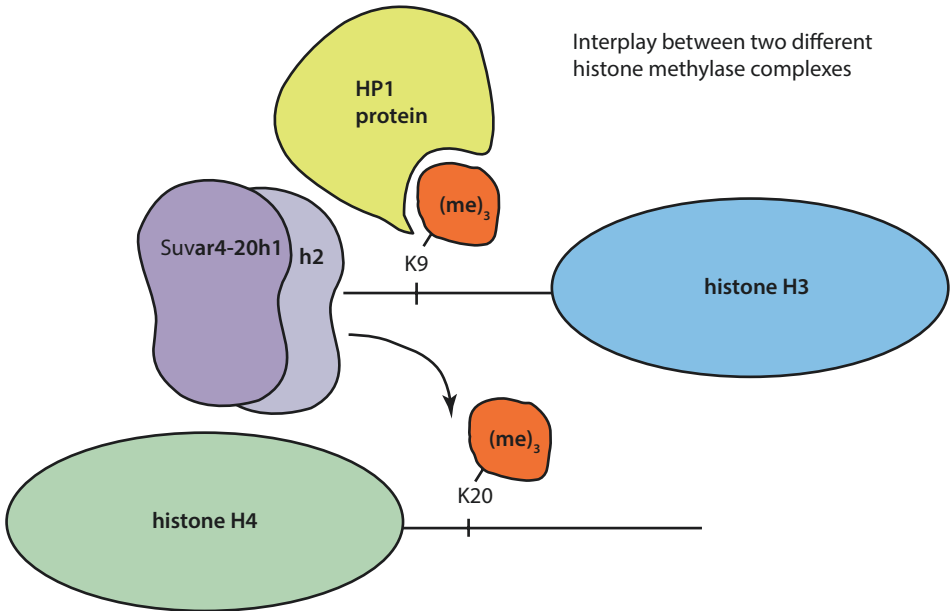 Interplay between two different
histone methylase complexes
HP1
protein
(me)3
Suvar4-20h1
h2
K9
histone H3
(me)3
K20
histone H4